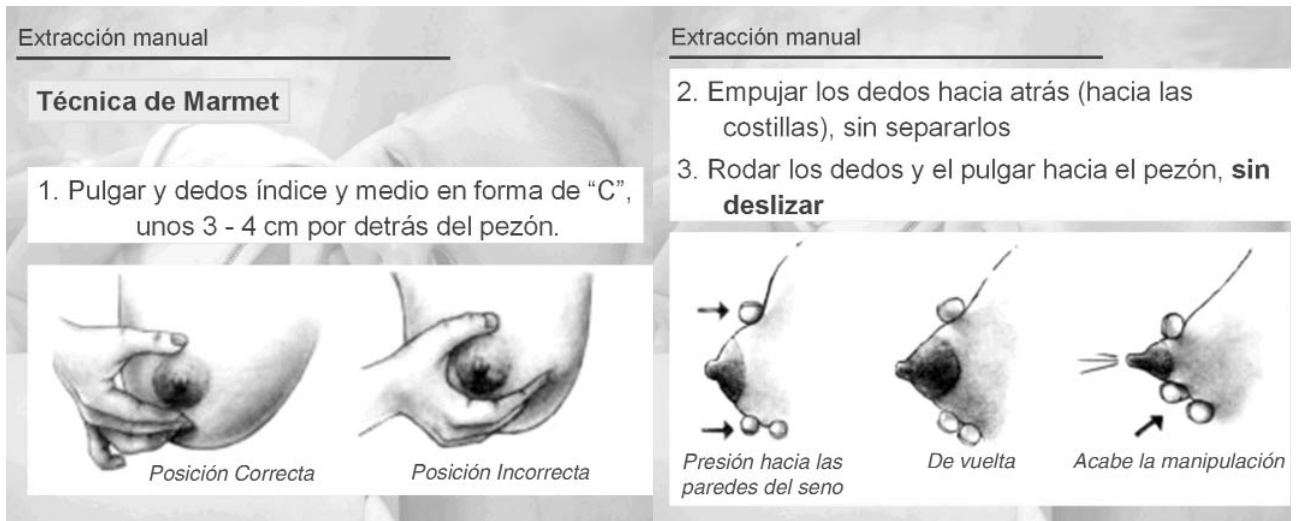 Extracción manual
Técnica de Marmet
1. Pulgar y dedos índice y medio en forma de “C”,
unos 3 - 4 cm por detrás del pezón.
Posición Correcta
Posición Incorrecta
Extracción manual
2. Empujar los dedos hacia atrás (hacia las
costillas), sin separarlos
3. Rodar los dedos y el pulgar hacia el pezón, sin
deslizar
Presión hacia las
paredes del seno
De vuelta
Acabe la manipulación